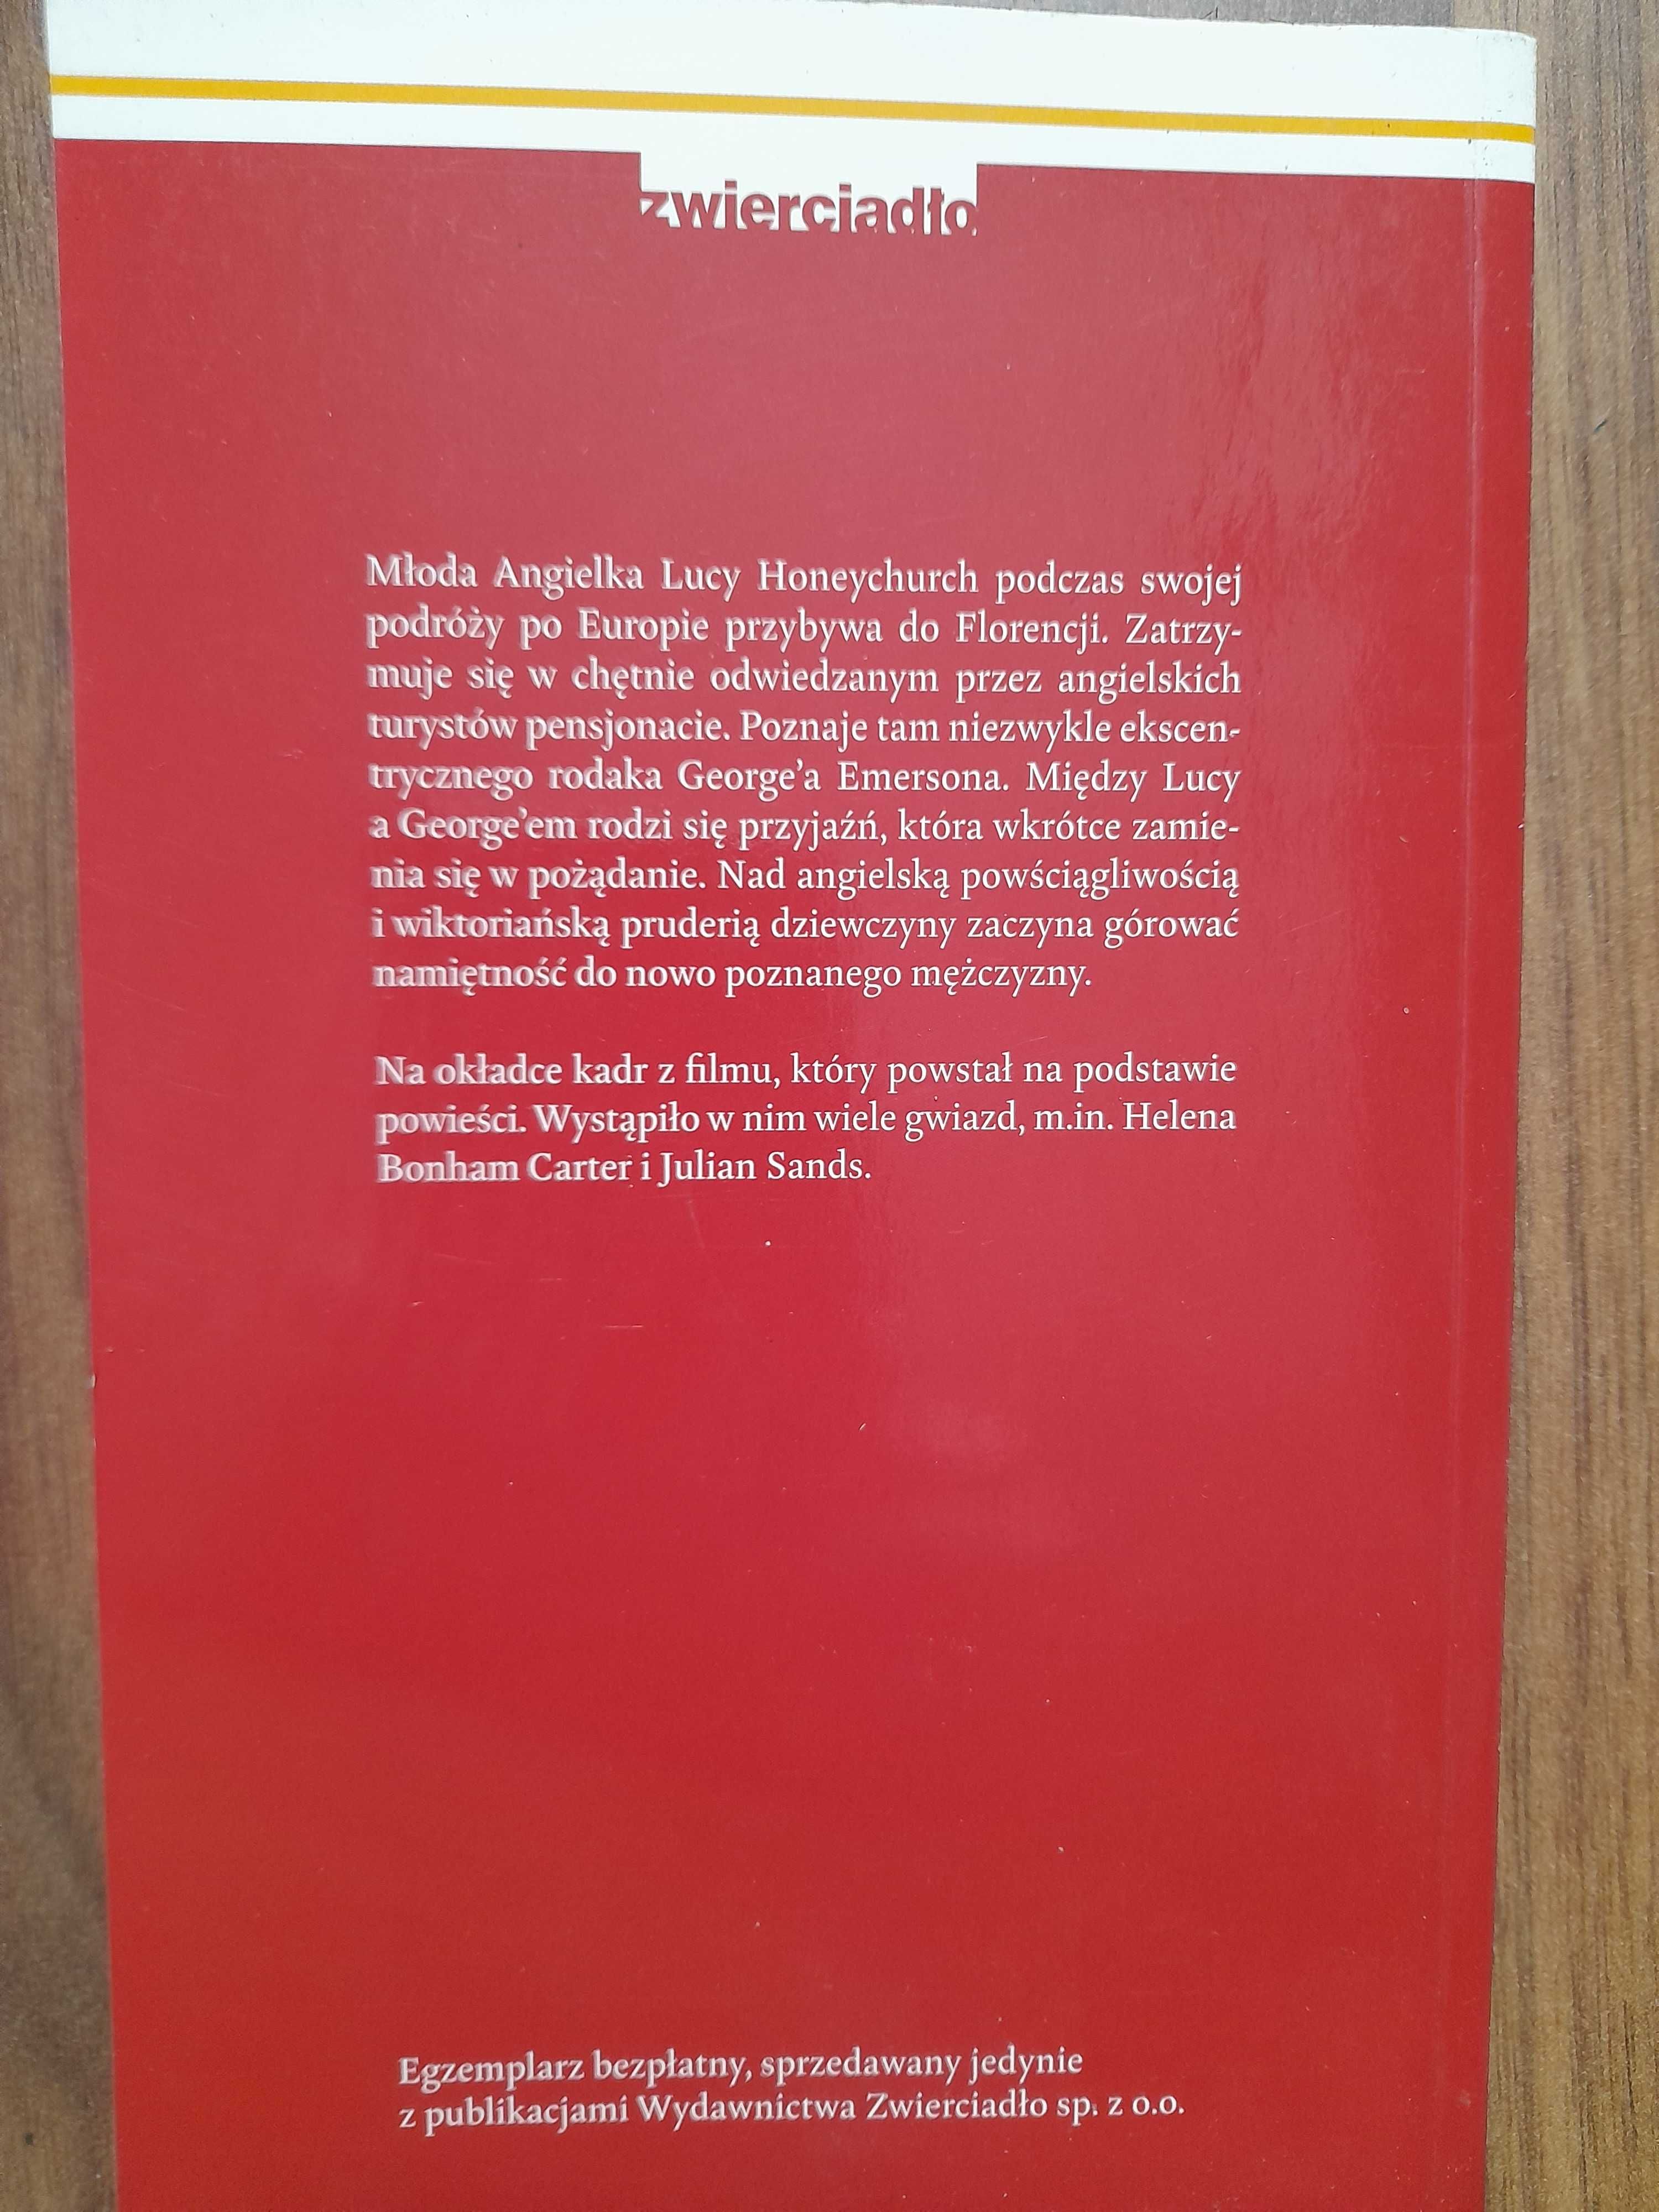 zwierciadło
Młoda Angielka Lucy Honeychurch podczas swojej
podróży po Europie przybywa do Florencji. Zatrzy-
muje się w chętnie odwiedzanym przez angielskich
turystów pensjonacie. Poznaje tam niezwykle ekscen-
trycznego rodaka George’a Emersona. Między Lucy
a George’em rodzi się przyjaźń, która wkrótce zamie-
nia się w pożądanie. Nad angielską powściągliwością
i wiktoriańską pruderią dziewczyny zaczyna górować
namiętność do nowo poznanego mężczyzny.
Na okładce kadr z filmu, który powstał na podstawie
powieści. Wystąpiło w nim wiele gwiazd, m.in. Helena
Bonham Carter i Julian Sands.
Egzemplarz bezpłatny, sprzedawany jedynie
z publikacjami Wydawnictwa Zwierciadło sp. z o.o.